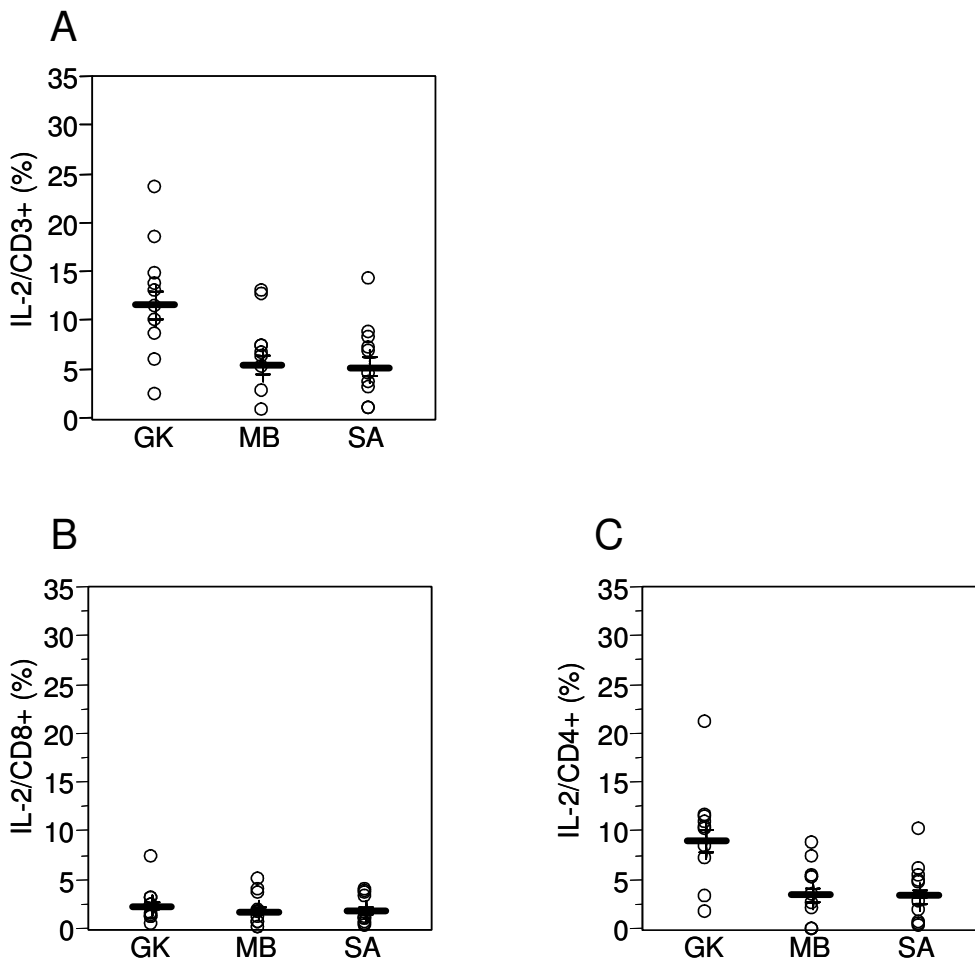 A
IL-2/CD3+ (%)
35
30
25
20
15
10
5
0
GK MB SA
B
IL-2/CD8+ (%)
35
30
25
20
15
10
5
0
GK MB SA
C
IL-2/CD4+ (%)
35
30
25
20
15
10
5
0
GK MB SA